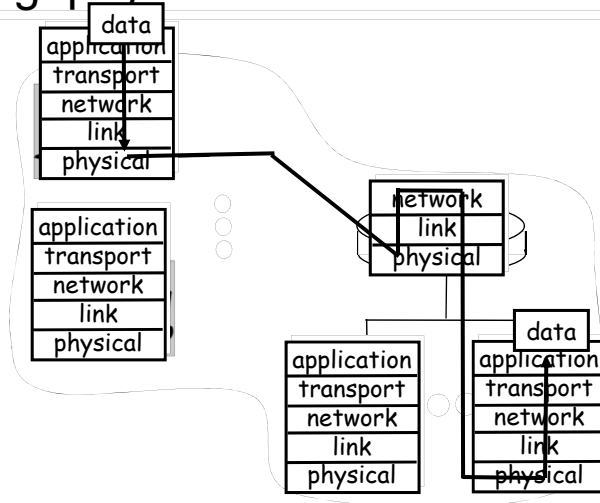 data
application
transport
network
link
physical
application
transport
network
link
physical
network
link
physical
application
transport
network
link
physical
data
application
transport
network
link
physical